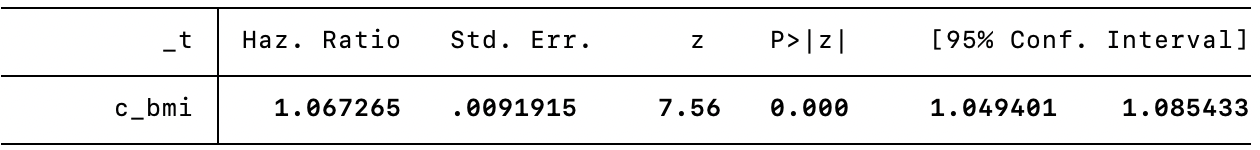 _t Haz. Ratio Std. Err. z P>|z| [95% Conf. Interval]
c_bmi 1.067265 .0091915 7.56 0.000 1.049401 1.085433